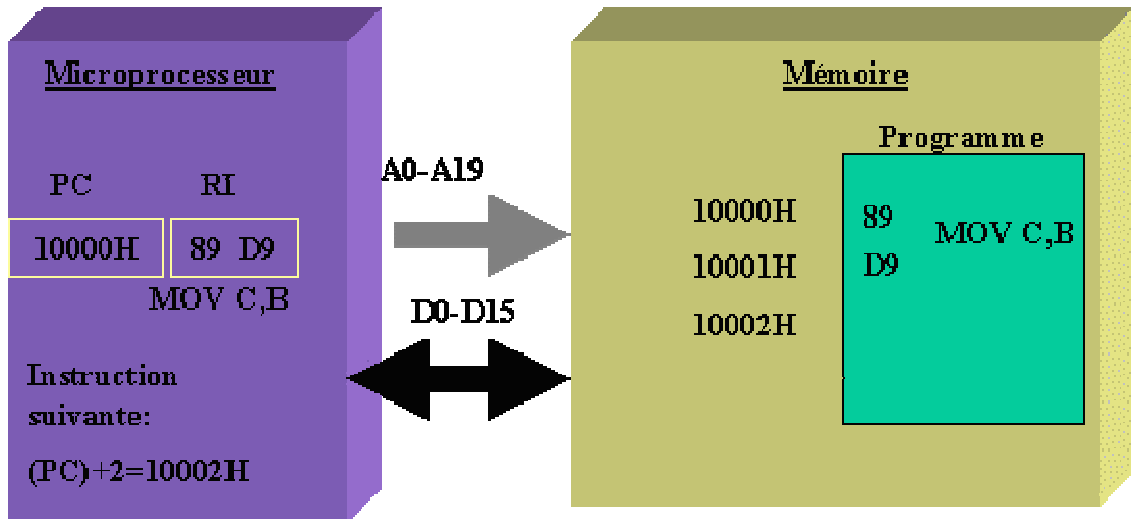 Microprocesseur
PC RI
10000H 89 D9
MOV C,B
Instruction
suivante:
(PC)+2=10002H
A0-A19
D0-D15
Mémoire
Programme
10000H 89
MOV C,B
10001H D9
10002H